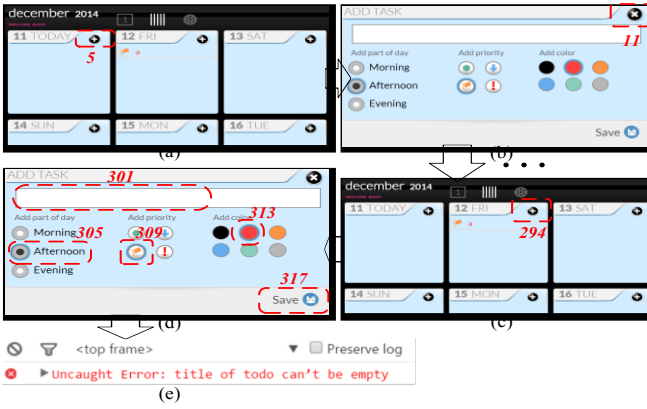 december 2014
11 TODAY
5
12 FRI
a
13 SAT
14 SUN
15 MON
16 TUE
(a)
ADD TASK
11
Add part of day
Add priority
Add color
Morning
Afternoon
Evening
Save
(b)
...
ADD TASK
301
Add part of day
Add priority
Add color
313
Morning
305
309
Afternoon
Evening
317
Save
(d)
december 2014
11 TODAY
12 FRI
a
294
13 SAT
14 SUN
15 MON
16 TUE
(c)
<top frame>
Preserve log
Uncaught Error: title of todo can't be empty
(e)